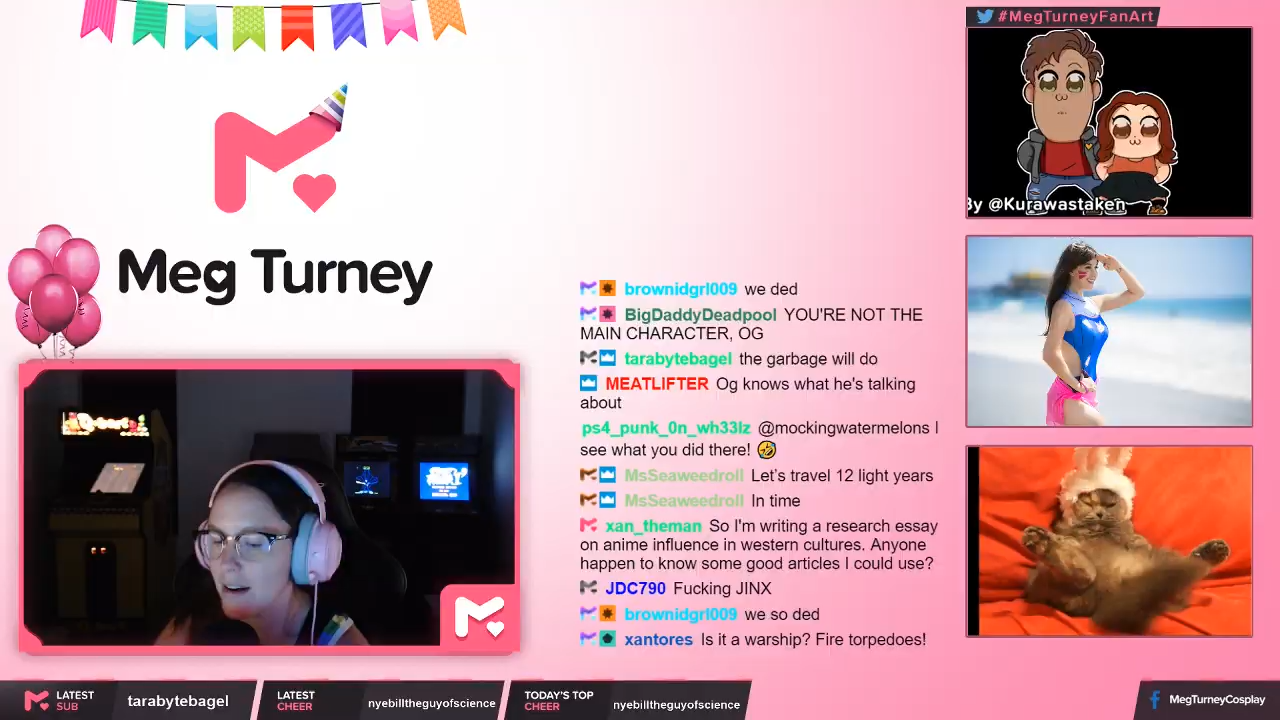 #MegTurneyFanArt
By @Kurawastaken
Meg Turney
brownidgrl009 we ded
BigDaddyDeadpool YOU'RE NOT THE
MAIN CHARACTER, OG
tarabytebagel the garbage will do
MEATLIFTER Og knows what he's talking
about
ps4_punk_0n_wh33lz @mockingwatermelons I
see what you did there! 🤣
MsSeaweedroll Let's travel 12 light years
MsSeaweedroll In time
xan_theman So I'm writing a research essay
on anime influence in western cultures. Anyone
happen to know some good articles I could use?
JDC790 Fucking JINX
brownidgrl009 we so ded
xantores Is it a warship? Fire torpedoes!
LATEST
SUB
tarabytebagel
LATEST
CHEER
nyebilltheguyofscience
TODAY'S TOP
CHEER
nyebilltheguyofscience
MegTurneyCosplay